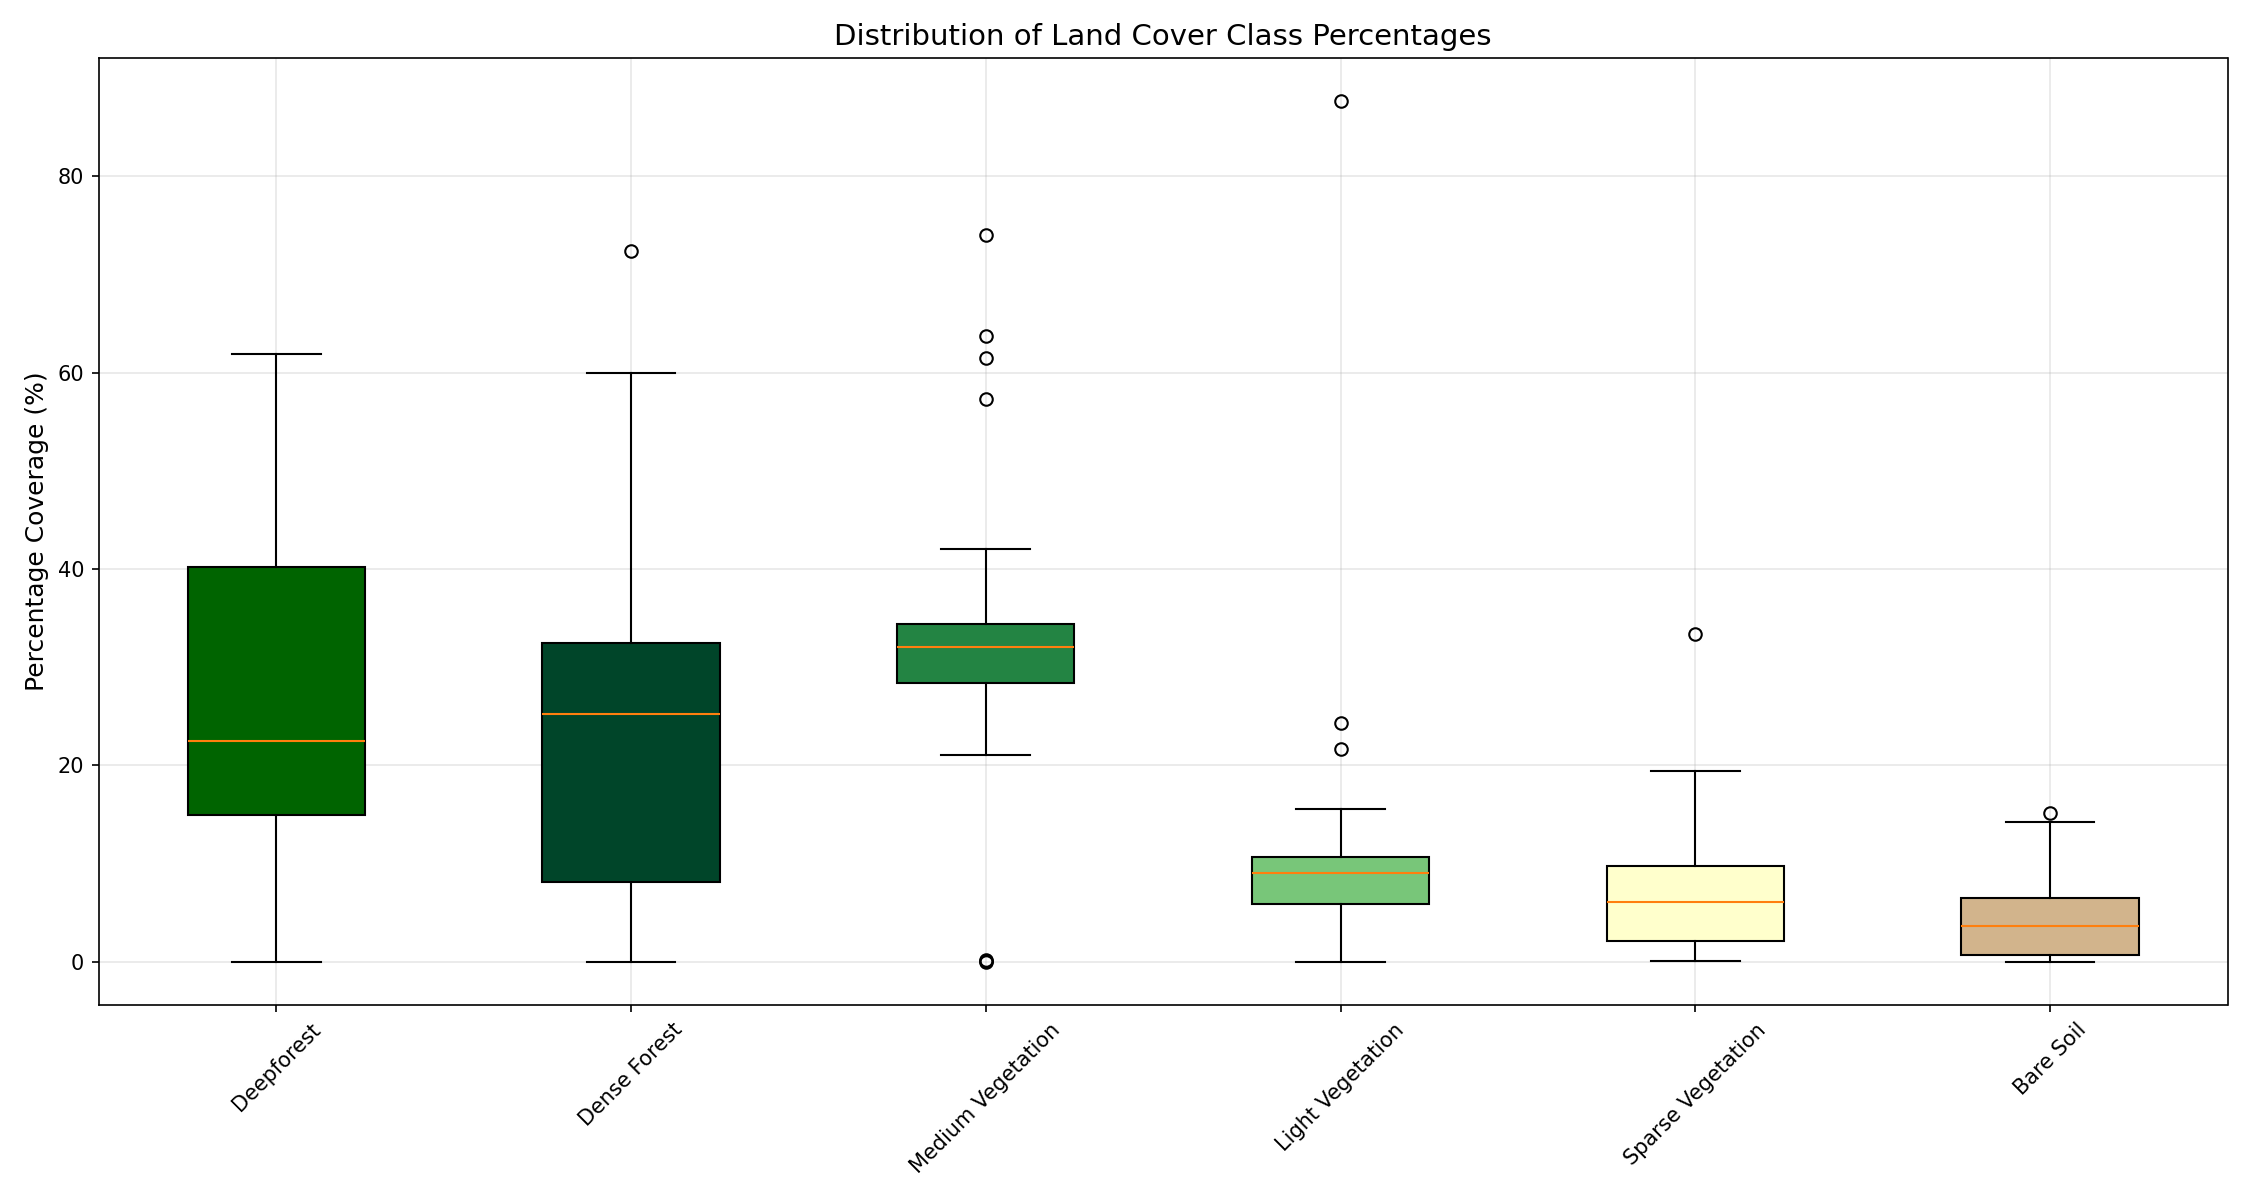 Distribution of Land Cover Class Percentages
Percentage Coverage (%)
80
60
40
20
0
Deepforest
Dense Forest
Medium Vegetation
Light Vegetation
Sparse Vegetation
Bare Soil